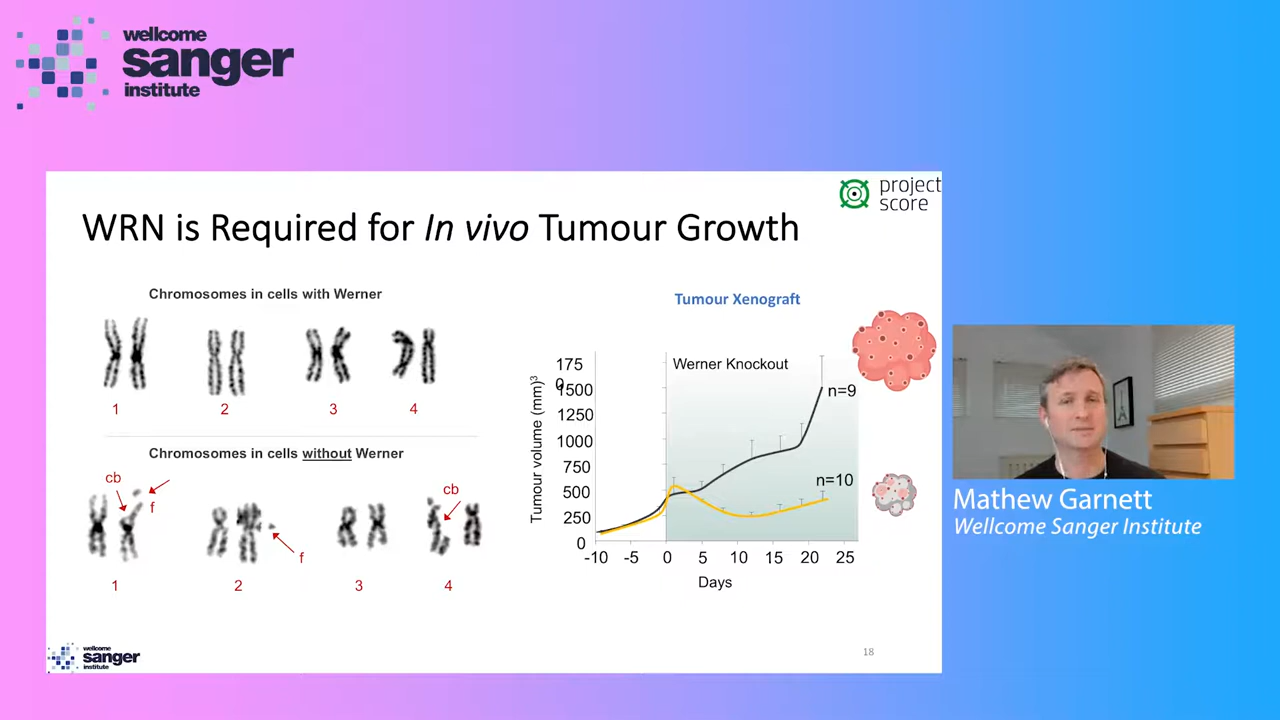 wellcome
sanger
institute
project
score
WRN is Required for In vivo Tumour Growth
Chromosomes in cells with Werner
1
2
3
4
Chromosomes in cells without Werner
cb
f
f
cb
1
2
3
4
Tumour Xenograft
Werner Knockout
Tumour volume (mm)³
1750
1500
1250
1000
750
500
250
0
n=9
n=10
-10 -5 0 5 10 15 20 25
Days
wellcome
sanger
institute
18
Mathew Garnett
Wellcome Sanger Institute